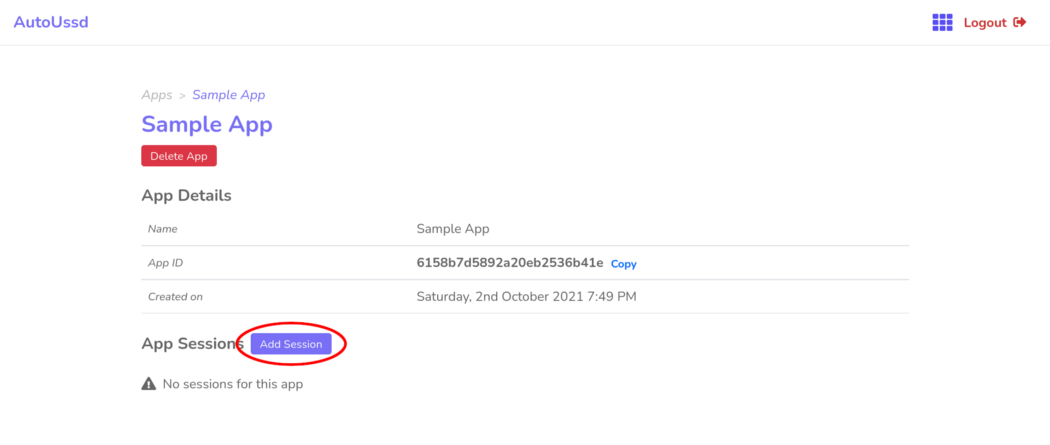 AutoUssd
Logout
Apps > Sample App
Sample App
Delete App
App Details
Name Sample App
App ID 6158b7d5892a20eb2536b41e Copy
Created on Saturday, 2nd October 2021 7:49 PM
App Sessions Add Session
No sessions for this app